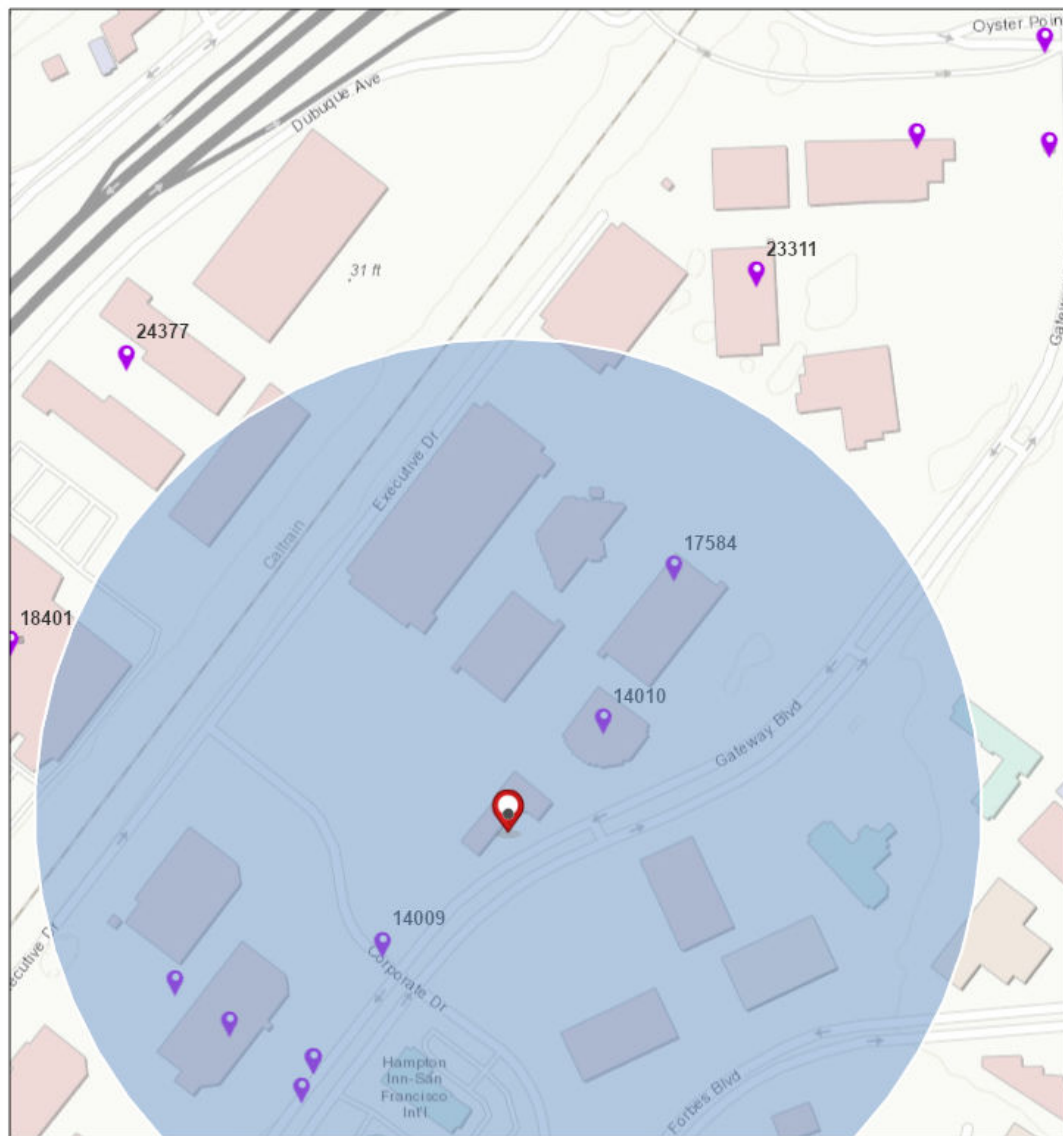 Oyster Poin
Dubuque Ave
23311
31 ft
24377
Gatew
Executive Dr
Caltrain
17584
18401
14010
Gateway Blvd
14009
ecutive Dr
Corporate Dr
Hampton
Inn-San
Francisco
Int'l
Forbes Blvd